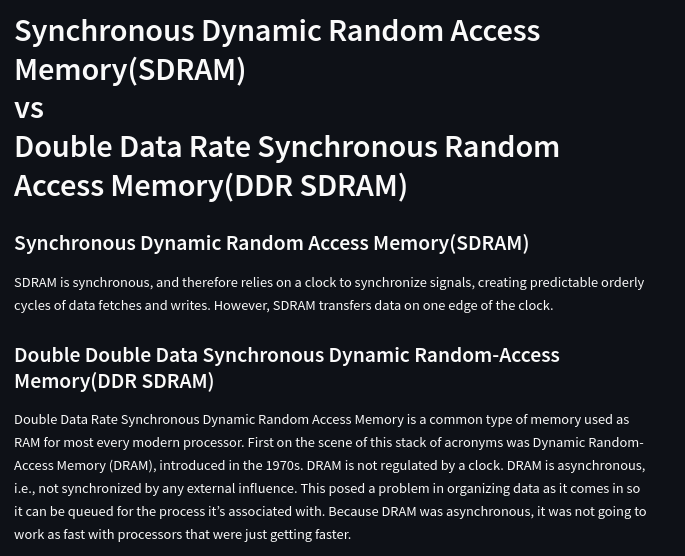 Synchronous Dynamic Random Access
Memory(SDRAM)
vs
Double Data Rate Synchronous Random
Access Memory(DDR SDRAM)
Synchronous Dynamic Random Access Memory(SDRAM)
SDRAM is synchronous, and therefore relies on a clock to synchronize signals, creating predictable orderly
cycles of data fetches and writes. However, SDRAM transfers data on one edge of the clock.
Double Double Data Synchronous Dynamic Random-Access
Memory(DDR SDRAM)
Double Data Rate Synchronous Dynamic Random Access Memory is a common type of memory used as
RAM for most every modern processor. First on the scene of this stack of acronyms was Dynamic Random-
Access Memory (DRAM), introduced in the 1970s. DRAM is not regulated by a clock. DRAM is asynchronous,
i.e., not synchronized by any external influence. This posed a problem in organizing data as it comes in so
it can be queued for the process it’s associated with. Because DRAM was asynchronous, it was not going to
work as fast with processors that were just getting faster.